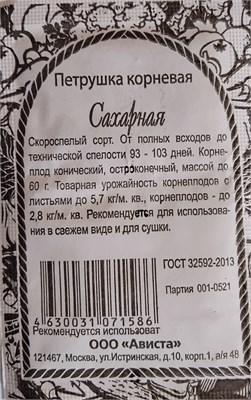 Петрушка корневая
Сахарная
Скороспелый сорт. От полных всходов до
технической спелости 93 - 103 дней. Корне-
плод конический, остроконечный, массой до
60 г. Товарная урожайность корнеплодов с
листьями до 5,7 кг/м. кв., корнеплодов - до
2,8 кг/м. кв. Рекомендуется для использова-
ния в свежем виде и для сушки.
ГОСТ 32592-2013
Партия 001-0521
4630031071586
Рекомендуется использоват
ООО "Ависта"
121467, Москва, ул.Истринская, д.10, корп.1, а/я 48